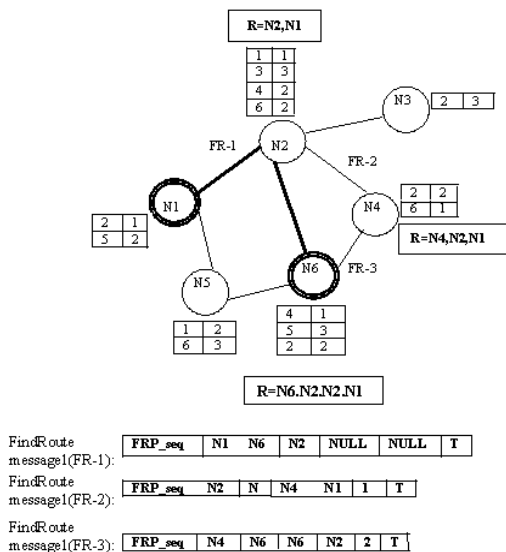 R=N2,N1
1 1
3 3
4 2
6 2
N3
2 3
FR-1
N2
FR-2
N1
2 1
5 2
N4
2 2
6 1
R=N4,N2,N1
N6
FR-3
N5
1 2
6 3
4 1
5 3
2 2
R=N6.N2.N2.N1
FindRoute
message1(FR-1): FRP_seq N1 N6 N2 NULL NULL T
FindRoute
message1(FR-2): FRP_seq N2 N N4 N1 1 T
FindRoute
message1(FR-3): FRP_seq N4 N6 N6 N2 2 T